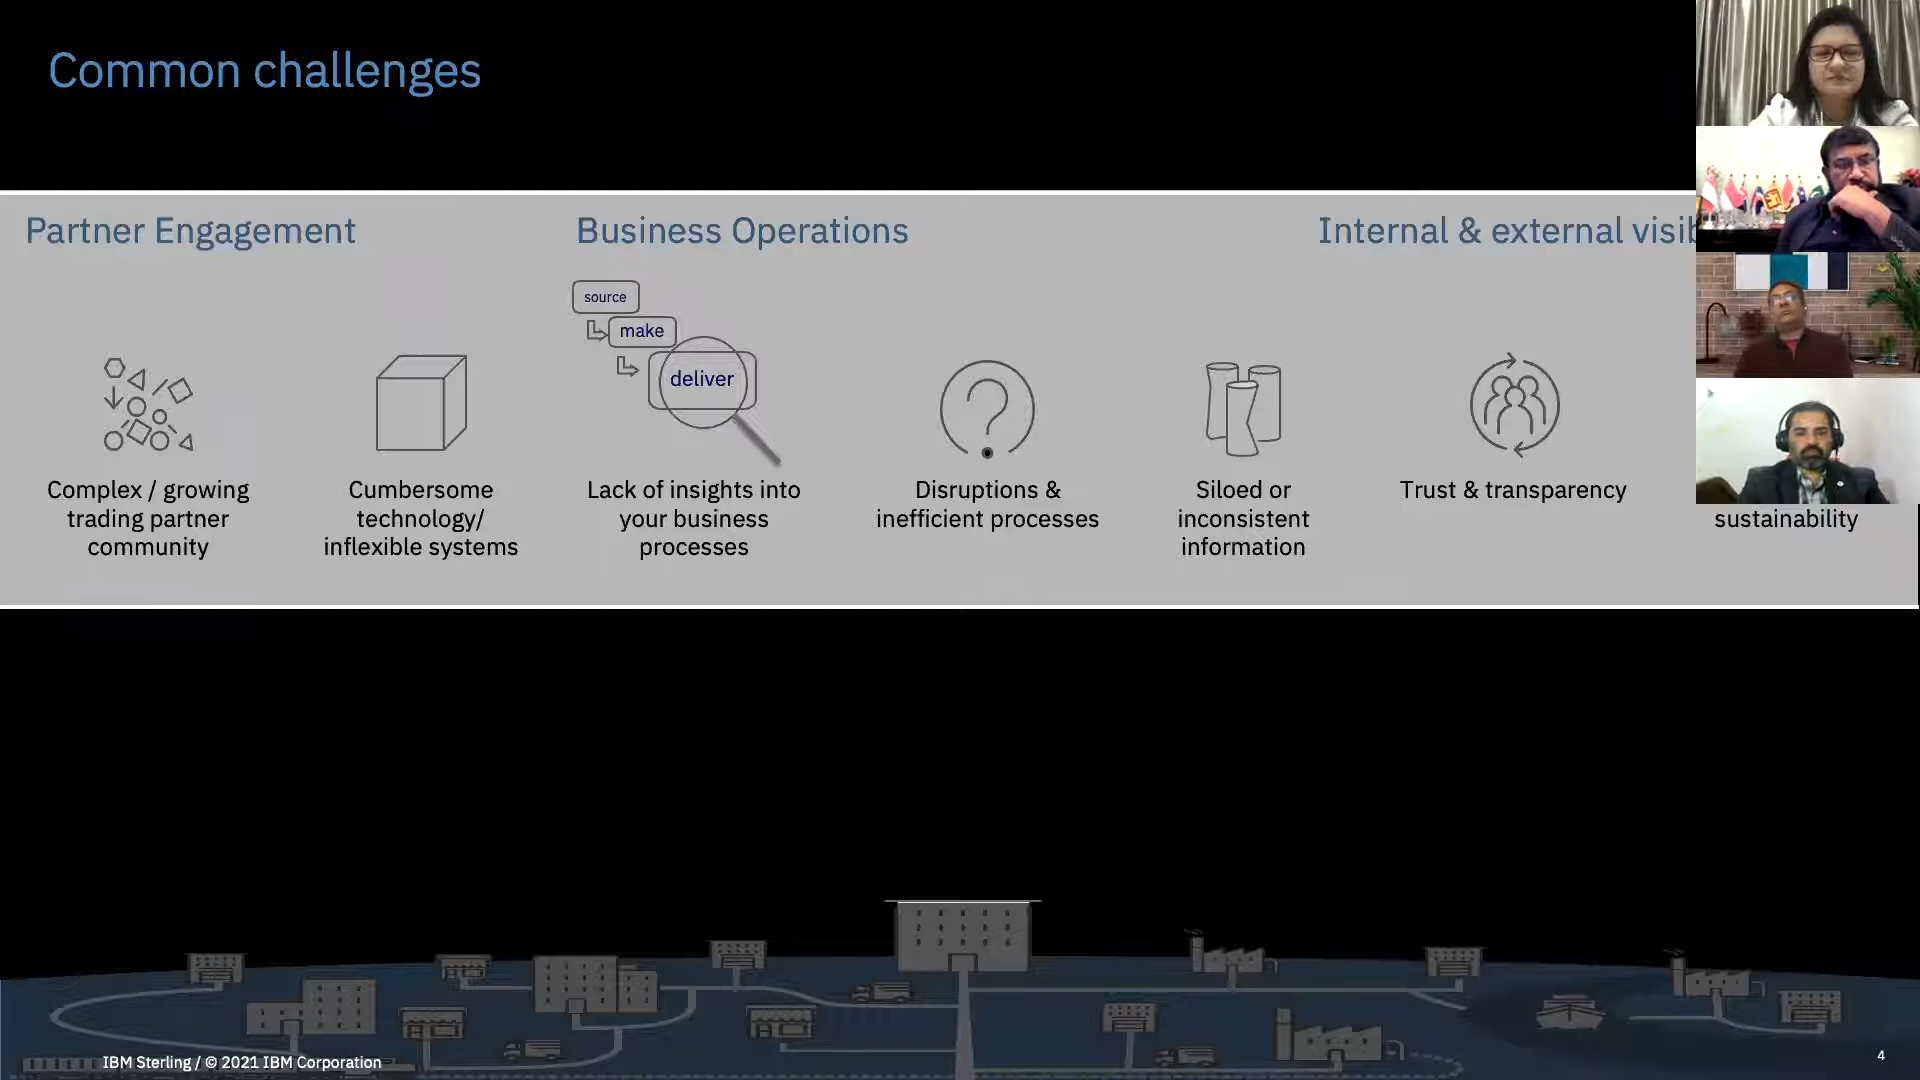 Common challenges
Partner Engagement
Business Operations
Internal & external
source
make
deliver
Complex / growing
trading partner
community
Cumbersome
technology/
inflexible systems
Lack of insights into
your business
processes
Disruptions &
inefficient processes
Siloed or
inconsistent
information
Trust & transparency
sustainability
IBM Sterling / © 2021 IBM Corporation
4